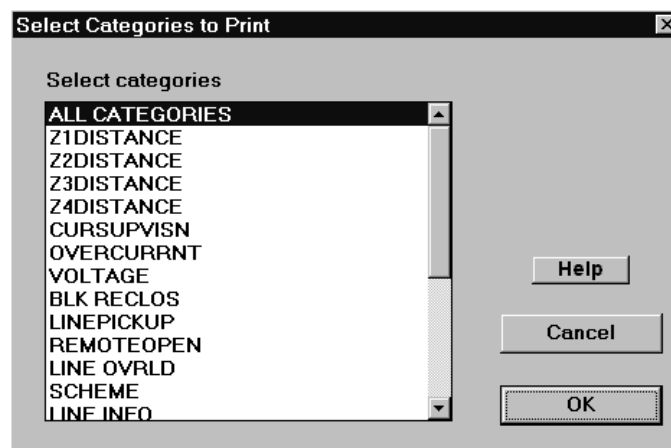 Select Categories to Print
Select categories
ALL CATEGORIES
Z1DISTANCE
Z2DISTANCE
Z3DISTANCE
Z4DISTANCE
CURSUPVISN
OVERCURRNT
VOLTAGE
BLK RECLOS
LINEPICKUP
REMOTEOPEN
LINE OVRLD
SCHEME
LINE INFO
Help
Cancel
OK